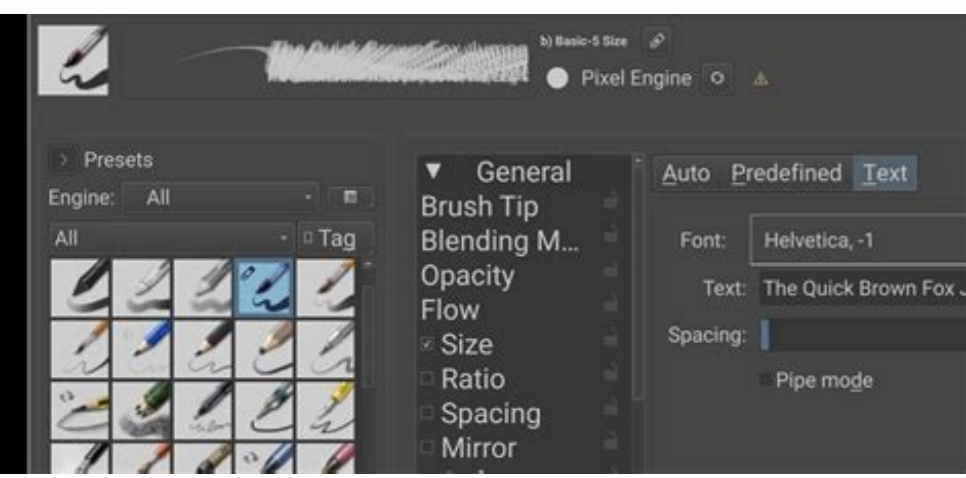 b) Basic-5 Size
Pixel Engine
Presets
Engine: All
All
Tag
General
Brush Tip
Blending M...
Opacity
Flow
Size
Ratio
Spacing
Mirror
Auto Predefined Text
Font: Helvetica, -1
Text: The Quick Brown Fox J
Spacing:
Pipe mode